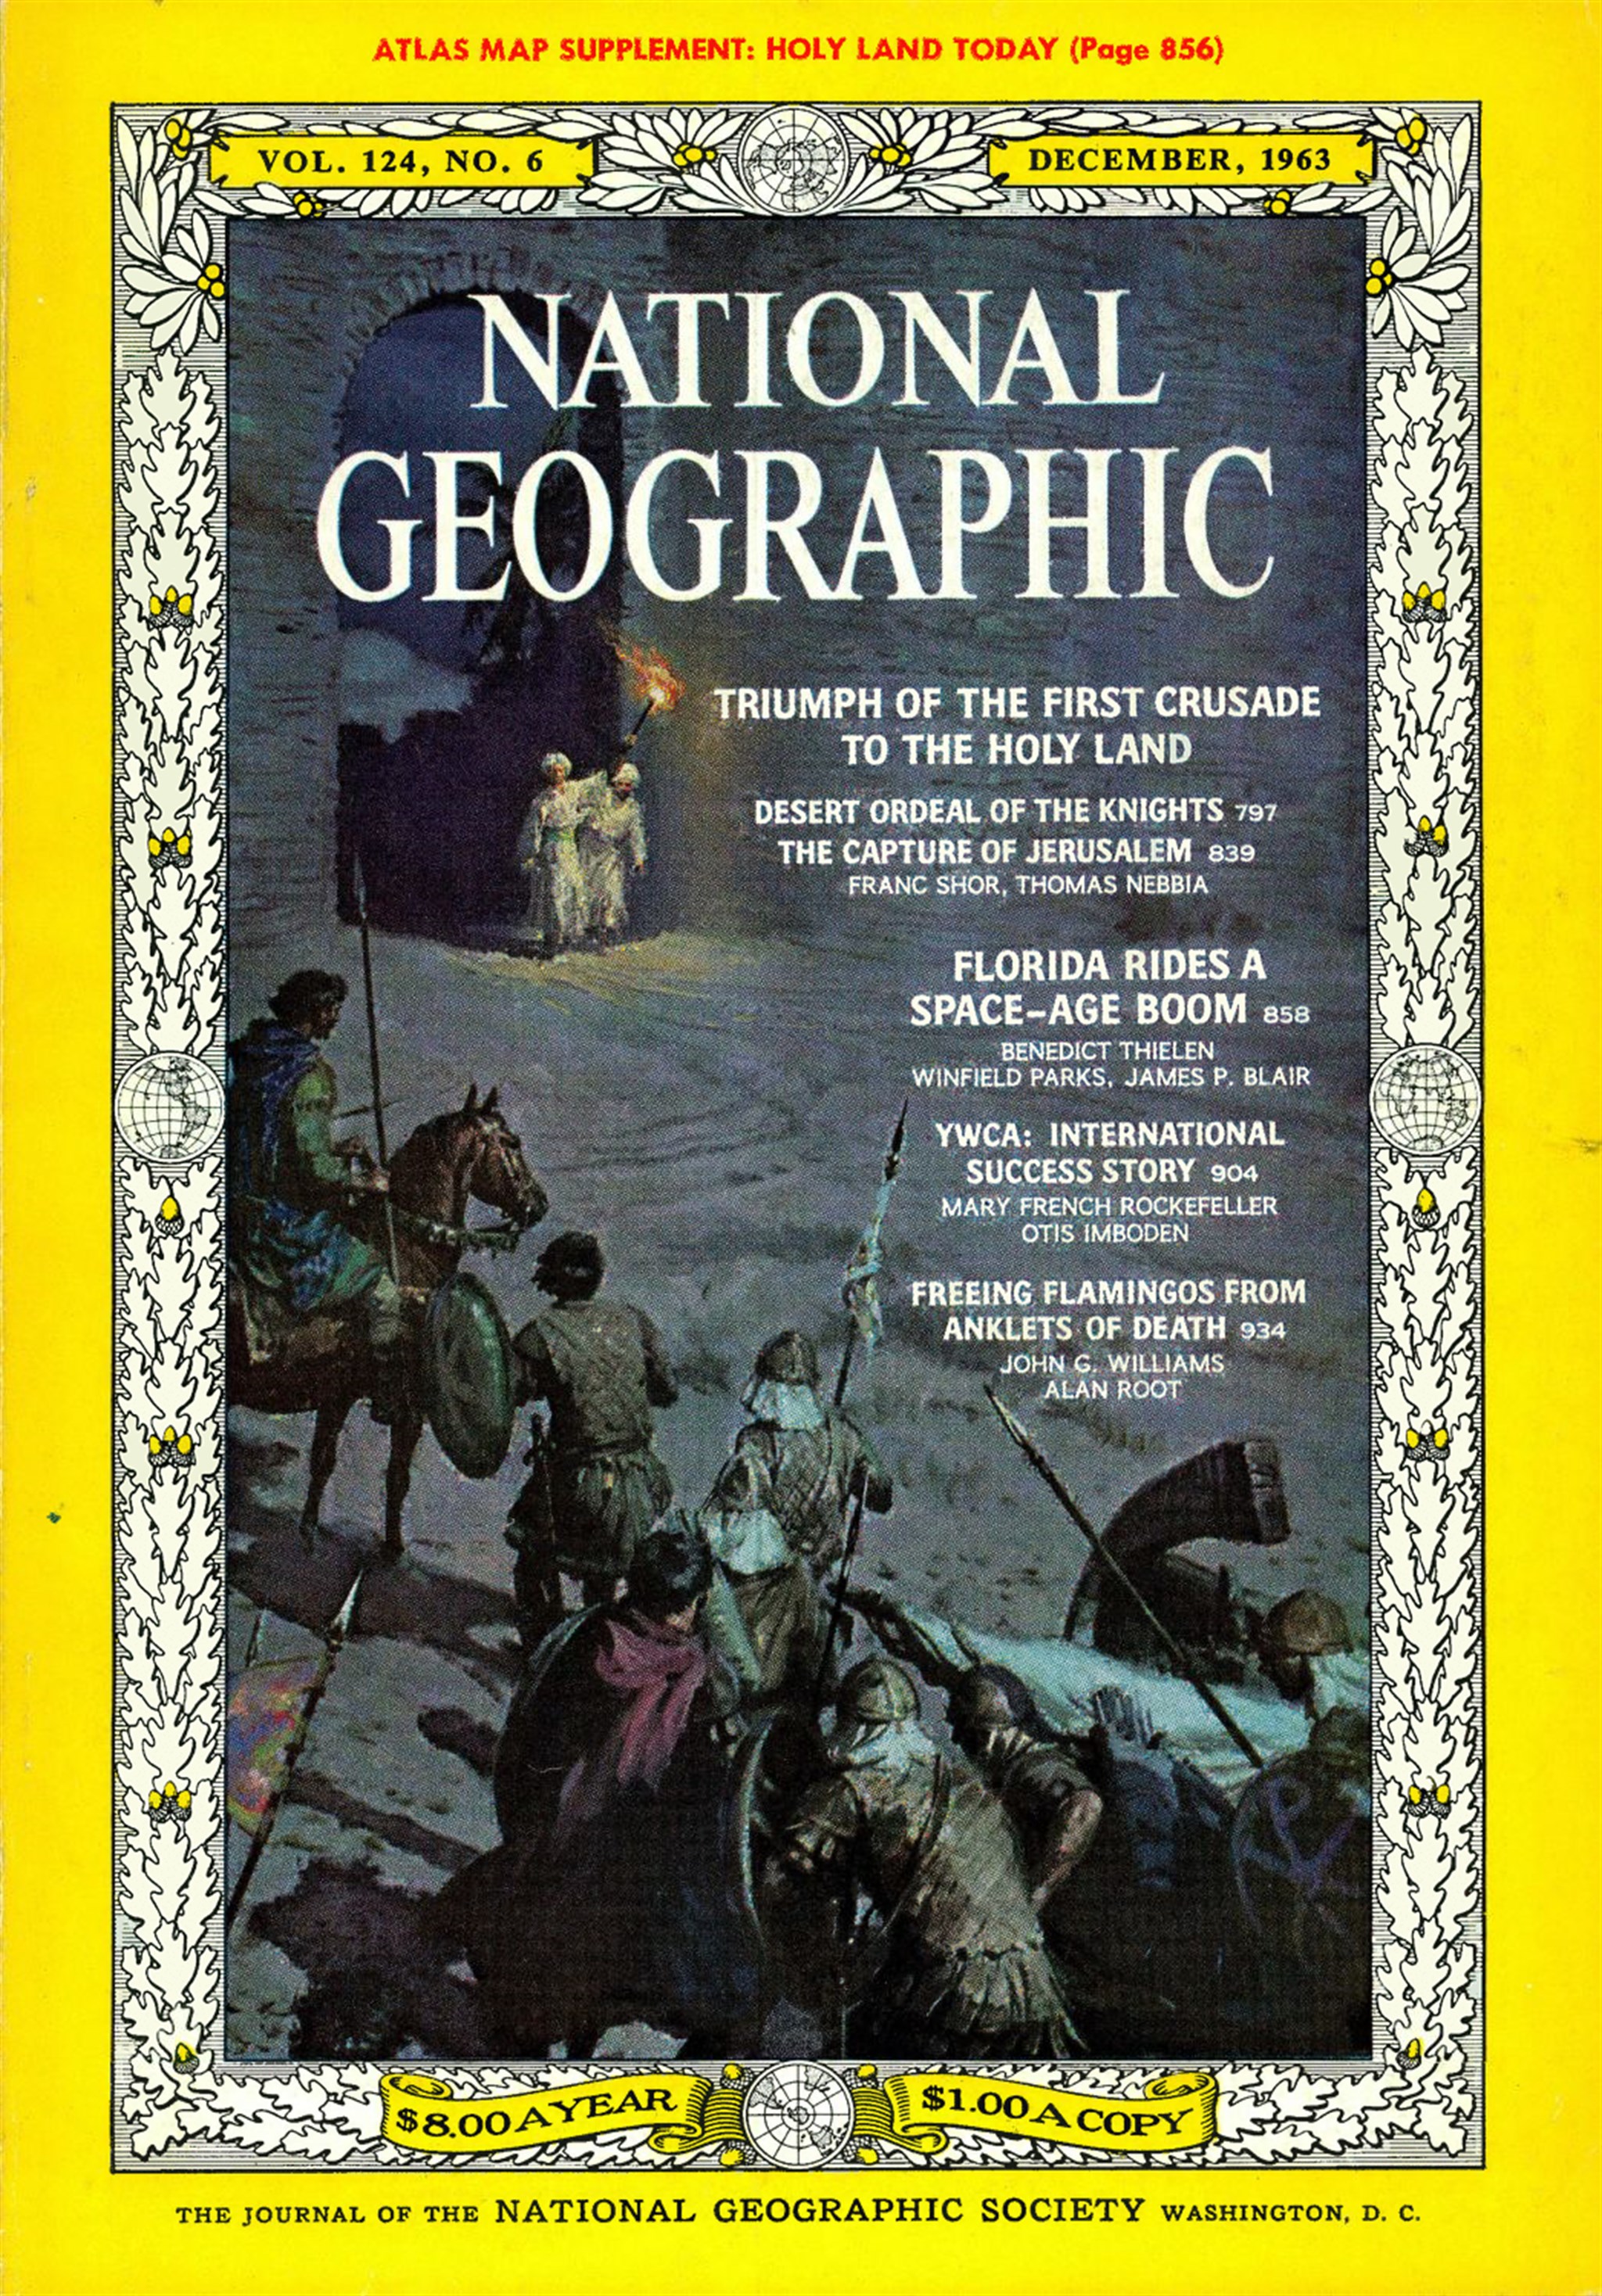 ATLAS MAP SUPPLEMENT: HOLY LAND TODAY (Page 856)
VOL. 124, NO. 6
DECEMBER, 1963
NATIONAL
GEOGRAPHIC
TRIUMPH OF THE FIRST CRUSADE
TO THE HOLY LAND
DESERT ORDEAL OF THE KNIGHTS 797
THE CAPTURE OF JERUSALEM 839
FRANC SHOR, THOMAS NEBBIA
FLORIDA RIDES A
SPACE-AGE BOOM 858
BENEDICT THIELEN
WINFIELD PARKS, JAMES P. BLAIR
YWCA: INTERNATIONAL
SUCCESS STORY 904
MARY FRENCH ROCKEFELLER
OTIS IMBODEN
FREEING FLAMINGOS FROM
ANKLETS OF DEATH 934
JOHN G. WILLIAMS
ALAN ROOT
$8.00 A YEAR
$1.00 A COPY
THE JOURNAL OF THE NATIONAL GEOGRAPHIC SOCIETY WASHINGTON, D. C.